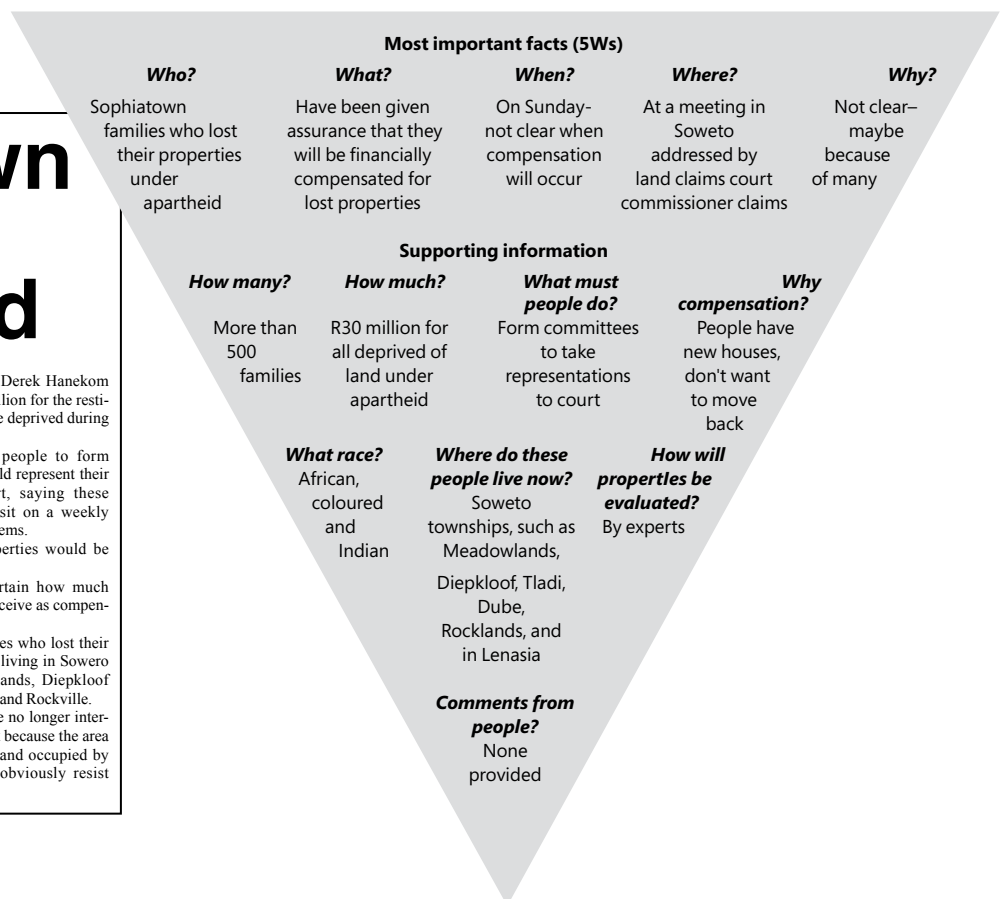 wn
d
Derek Hanekom
lion for the resti-
e deprived during
people to form
ld represent their
rt, saying these
sit on a weekly
ems.
perties would be
rtain how much
ceive as compen-
es who lost their
living in Sowero
ands, Diepkloof
and Rockville.
e no longer inter-
because the area
and occupied by
obviously resist
Most important facts (5Ws)
Who?
Sophiatown
families who lost
their properties
under
apartheid
What?
Have been given
assurance that they
will be financially
compensated for
lost properties
When?
On Sunday-
not clear when
compensation
will occur
Where?
At a meeting in
Soweto
addressed by
land claims court
commissioner claims
Why?
Not clear–
maybe
because
of many
Supporting information
How many?
More than
500
families
How much?
R30 million for
all deprived of
land under
apartheid
What must
people do?
Form committees
to take
representations
to court
Why
compensation?
People have
new houses,
don't want
to move
back
What race?
African,
coloured
and
Indian
Where do these
people live now?
Soweto
townships, such as
Meadowlands,
Diepkloof, Tladi,
Dube,
Rocklands, and
in Lenasia
How will
propertIes be
evaluated?
By experts
Comments from
people?
None
provided